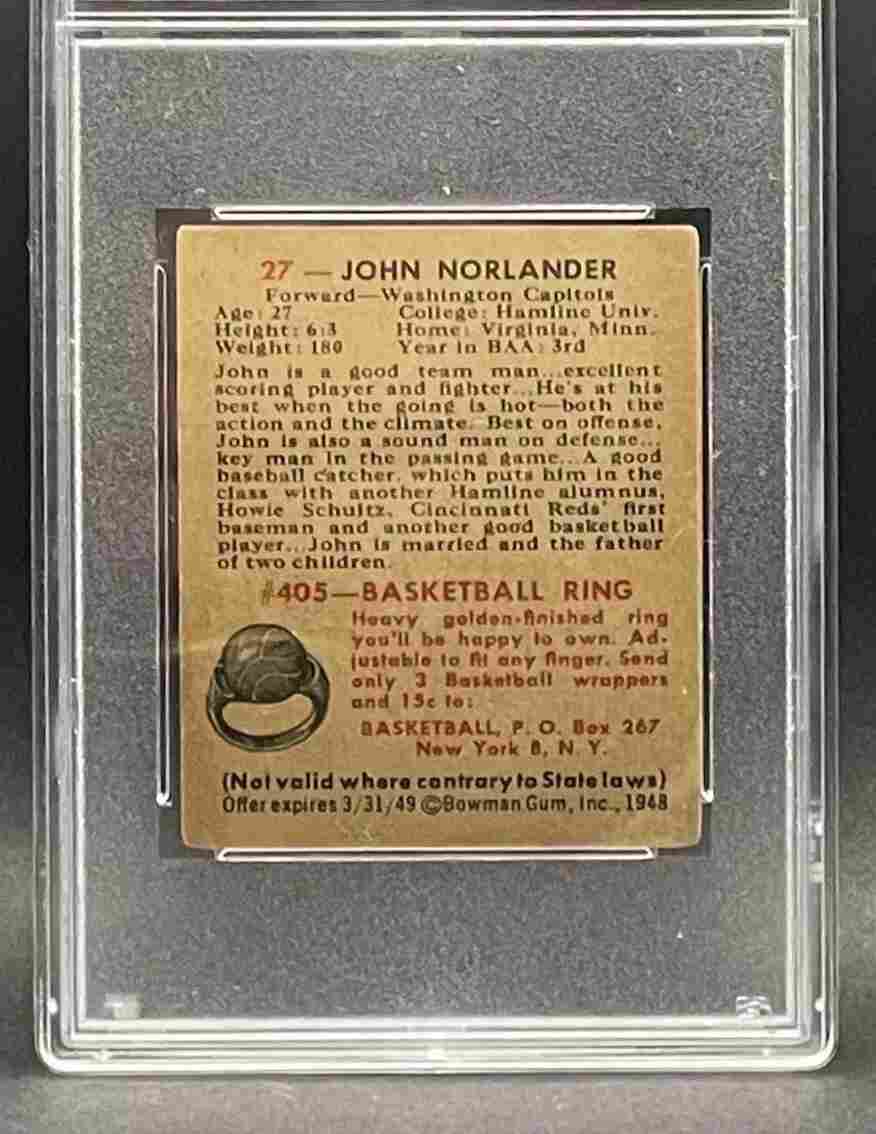 27 — JOHN NORLANDER
Forward—Washington Capitols
Age: 27 College: Hamline Univ.
Height: 6:3 Home: Virginia, Minn.
Weight: 180 Year in BAA: 3rd
John is a good team man...excellent
scoring player and fighter...He's at his
best when the going is hot—both the
action and the climate. Best on offense,
John is also a sound man on defense...
key man in the passing game...A good
baseball catcher, which puts him in the
class with another Hamline alumnus,
Howie Schultz, Cincinnati Reds' first
baseman and another good basketball
player...John is married and the father
of two children.
#405—BASKETBALL RING
Heavy golden-finished ring
you'll be happy to own. Ad-
justable to fit any finger. Send
only 3 Basketball wrappers
and 15c to:
BASKETBALL, P. O. Box 267
New York 8, N. Y.
(Not valid where contrary to State laws)
Offer expires 3/31/49 ©Bowman Gum, Inc., 1948